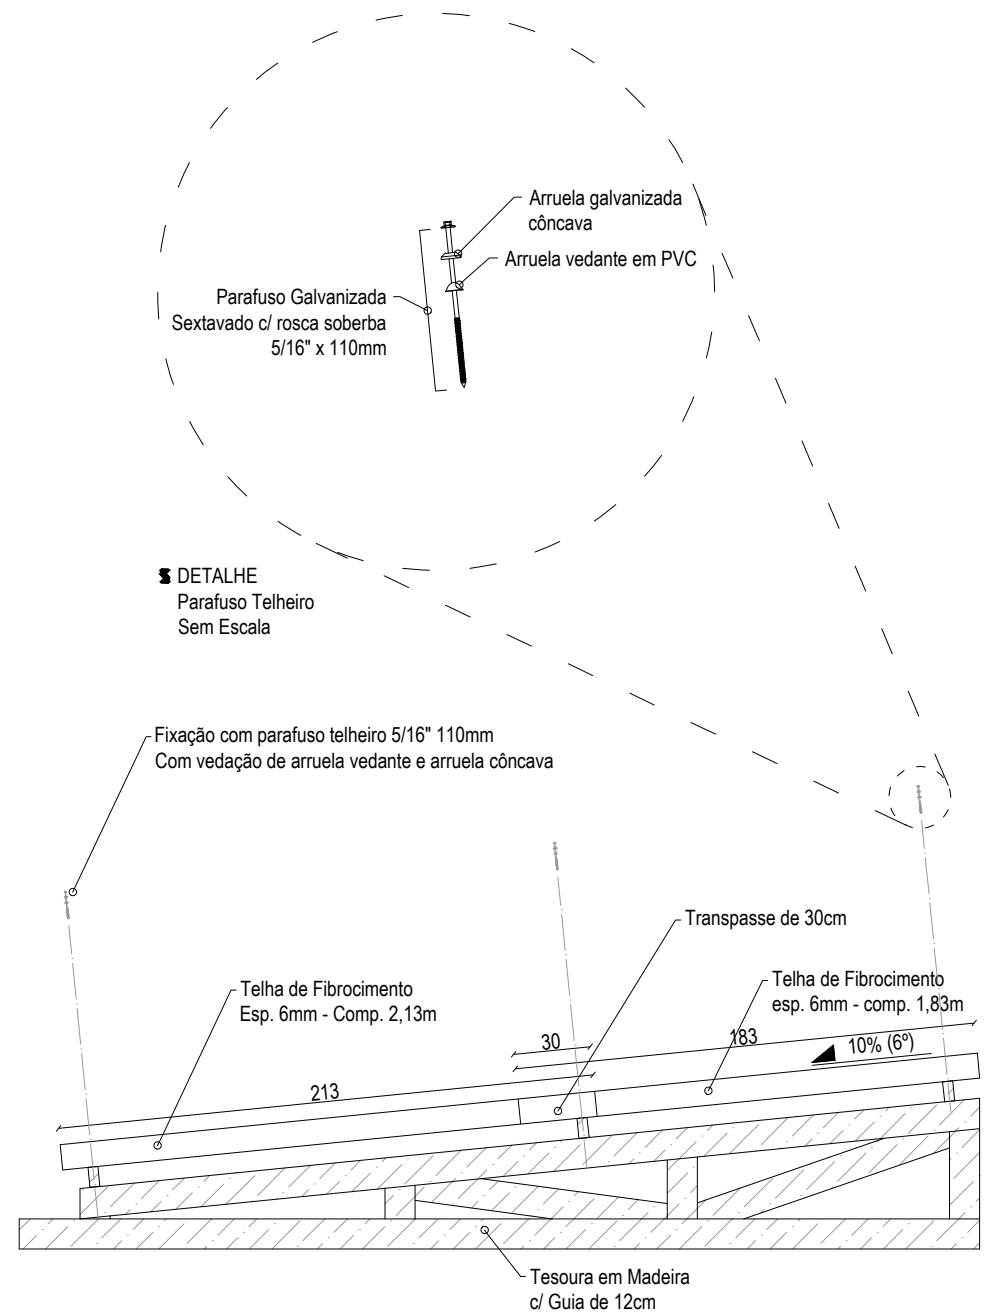 Arruela galvanizada
côncava
Arruela vedante em PVC
Parafuso Galvanizada
Sextavado c/ rosca soberba
5/16" x 110mm
DETALHE
Parafuso Telheiro
Sem Escala
Fixação com parafuso telheiro 5/16" 110mm
Com vedação de arruela vedante e arruela côncava
Transpasse de 30cm
Telha de Fibrocimento
Esp. 6mm - Comp. 2,13m
Telha de Fibrocimento
esp. 6mm - comp. 1,83m
30
183
10% (6º)
213
Tesoura em Madeira
c/ Guia de 12cm